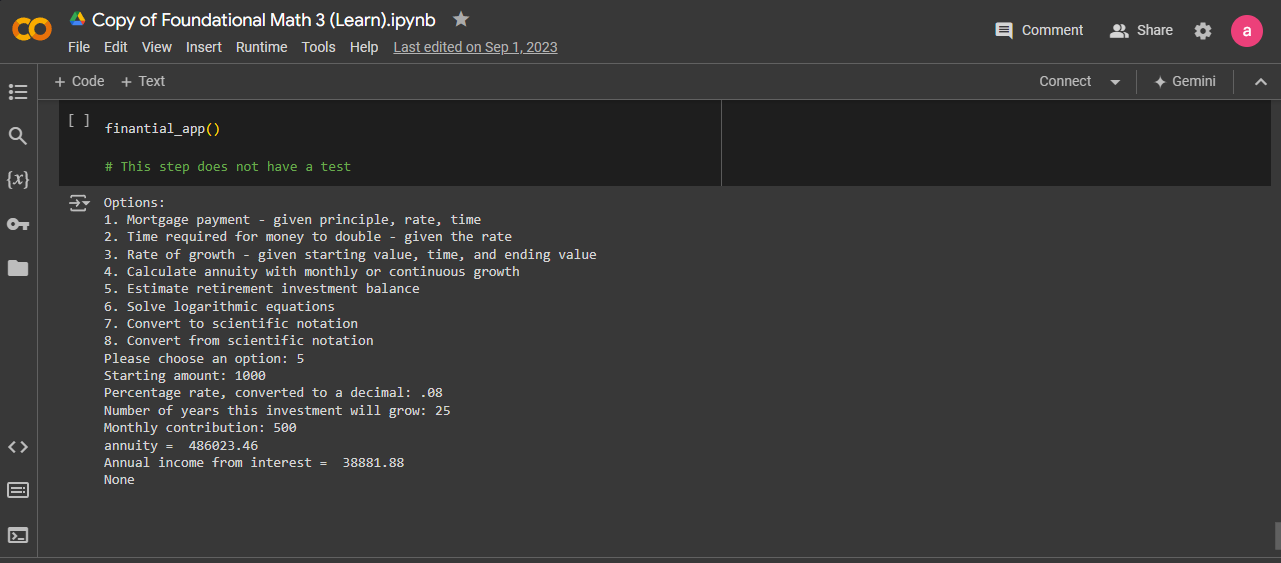 Copy of Foundational Math 3 (Learn).ipynb
Comment
Share
a
File Edit View Insert Runtime Tools Help Last edited on Sep 1, 2023
+ Code + Text
Connect
Gemini
{x}
[ ]
finantial_app()
# This step does not have a test
Options:
1. Mortgage payment - given principle, rate, time
2. Time required for money to double - given the rate
3. Rate of growth - given starting value, time, and ending value
4. Calculate annuity with monthly or continuous growth
5. Estimate retirement investment balance
6. Solve logarithmic equations
7. Convert to scientific notation
8. Convert from scientific notation
Please choose an option: 5
Starting amount: 1000
Percentage rate, converted to a decimal: .08
Number of years this investment will grow: 25
Monthly contribution: 500
annuity =  486023.46
Annual income from interest =  38881.88
None